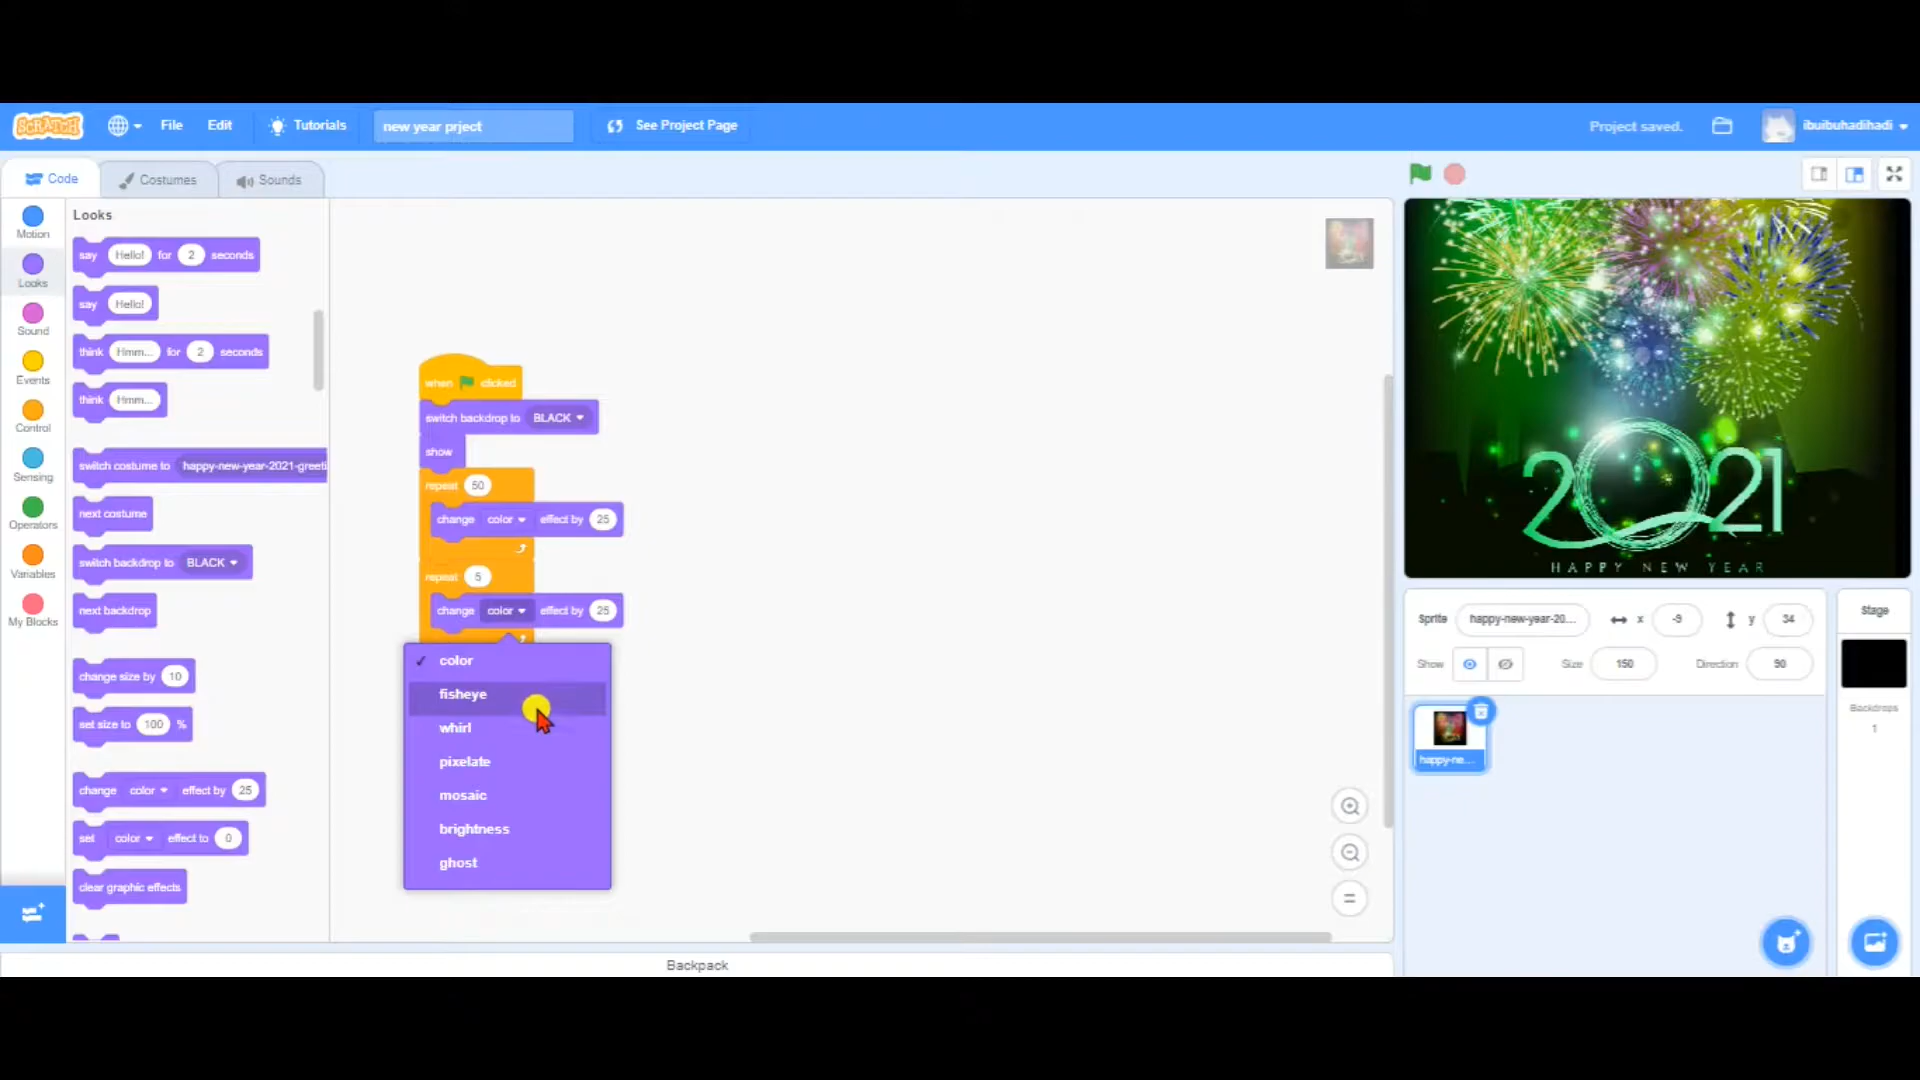 SCRATCH File Edit Tutorials new year prject See Project Page Project saved. ibuibuhadihadi
Code Costumes Sounds
Motion
Looks
Sound
Events
Control
Sensing
Operators
Variables
My Blocks
Looks
say Hello! for 2 seconds
say Hello!
think Hmm... for 2 seconds
think Hmm...
switch costume to happy-new-year-2021-greeti
next costume
switch backdrop to BLACK
next backdrop
change size by 10
set size to 100 %
change color effect by 25
set color effect to 0
clear graphic effects
when clicked
switch backdrop to BLACK
show
repeat 50
change color effect by 25
repeat 5
change color effect by 25
✓ color
fisheye
whirl
pixelate
mosaic
brightness
ghost
Backpack
2021
HAPPY NEW YEAR
Sprite happy-new-year-20... x -9 y 34
Show Size 150 Direction 90
happy-ne...
Stage
Backdrops
1